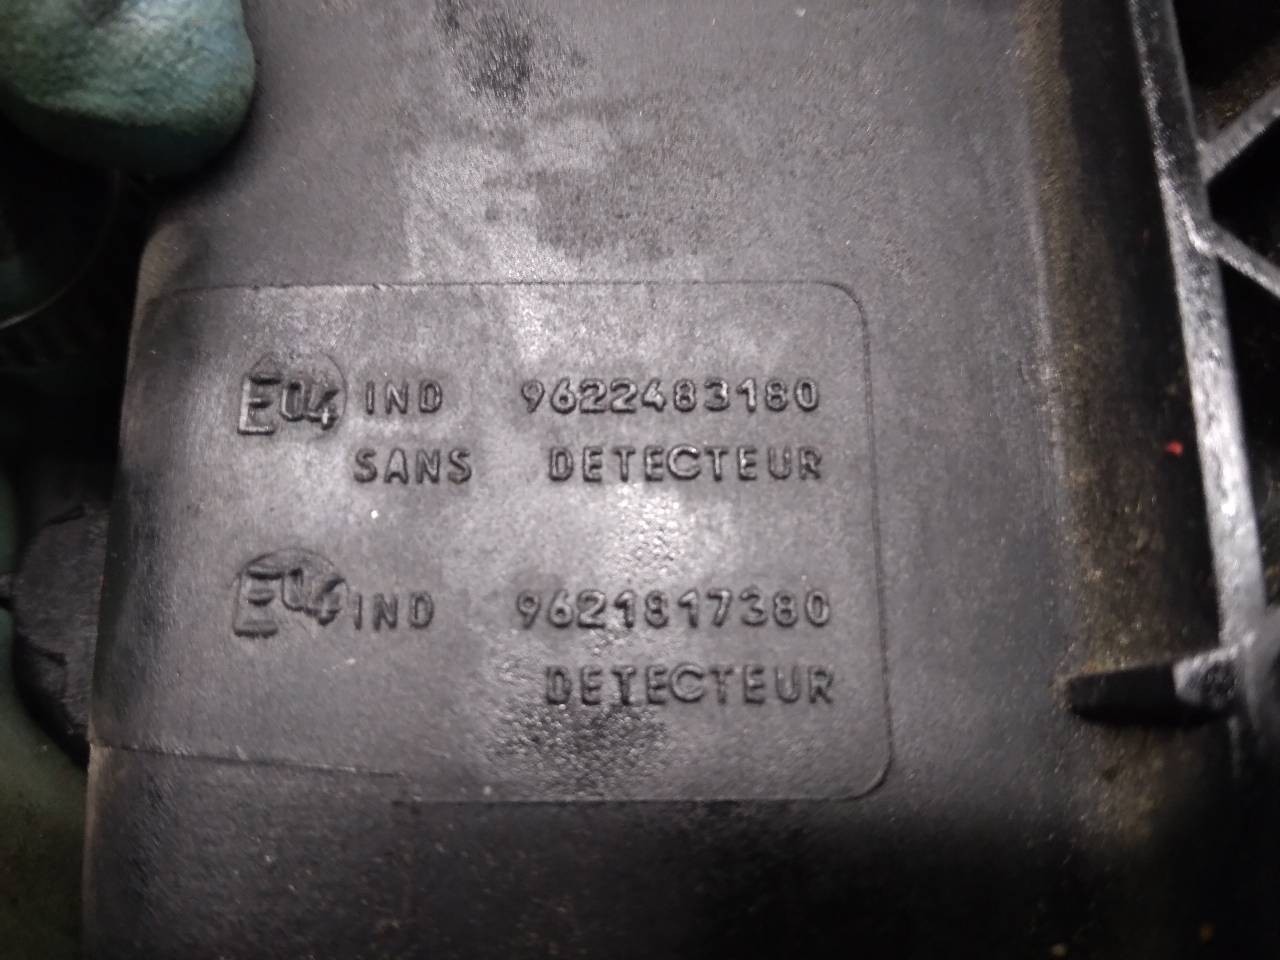 E04 IND 9622483180
SANS DETECTEUR
E04 IND 9621817380
DETECTEUR